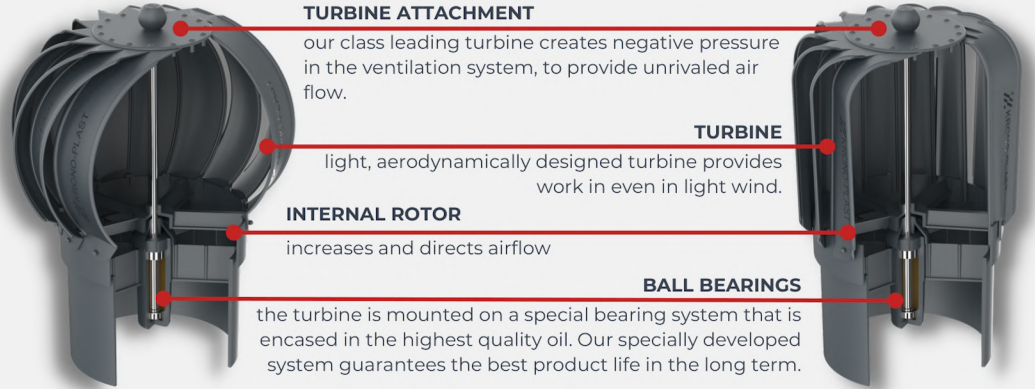 TURBINE ATTACHMENT
our class leading turbine creates negative pressure
in the ventilation system, to provide unrivaled air
flow.
TURBINE
light, aerodynamically designed turbine provides
work in even in light wind.
INTERNAL ROTOR
increases and directs airflow
BALL BEARINGS
the turbine is mounted on a special bearing system that is
encased in the highest quality oil. Our specially developed
system guarantees the best product life in the long term.